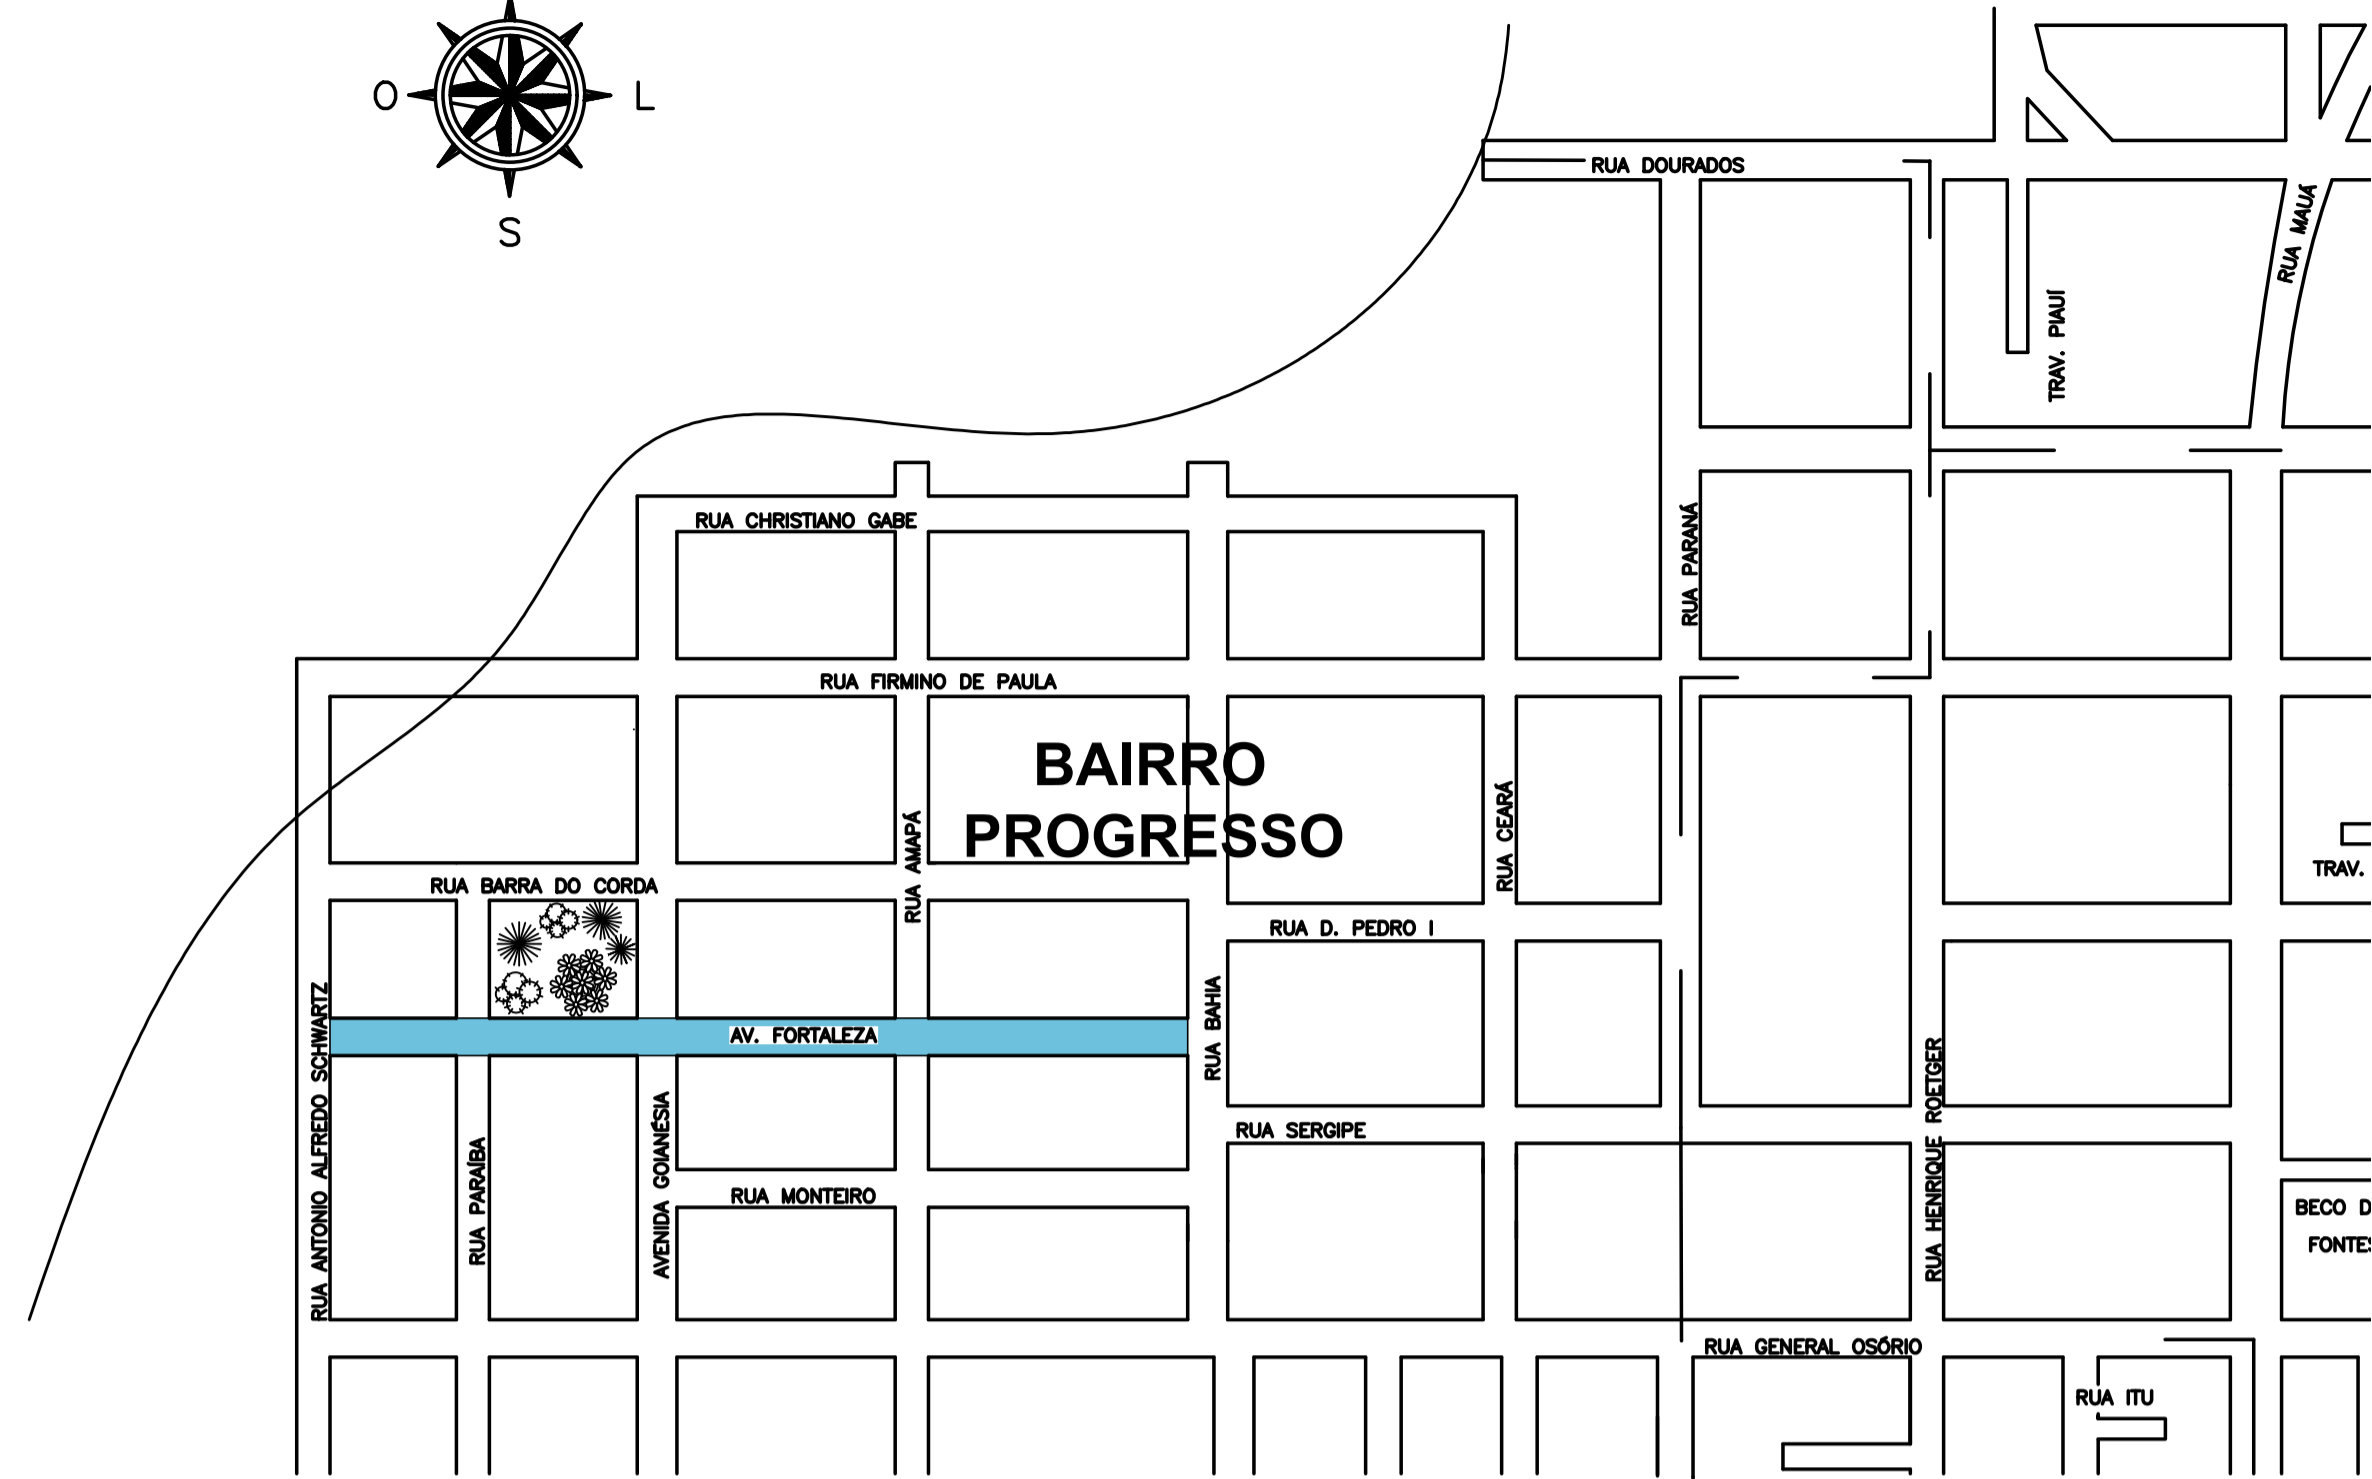 O
L
S
RUA DOURADOS
RUA MAUÁ
TRAV. PIAUÍ
RUA CHRISTIANO GABE
RUA PARANÁ
RUA FIRMINO DE PAULA
BAIRRO
PROGRESSO
RUA CEARÁ
RUA AMAPÁ
TRAV.
RUA BARRA DO CORDA
RUA D. PEDRO I
RUA BAHIA
AV. FORTALEZA
RUA ANTONIO ALFREDO SCHWARTZ
RUA PARAÍBA
AVENIDA GOIANÉSIA
RUA SERGIPE
RUA HENRIQUE ROETGER
RUA MONTEIRO
BECO D
FONTES
RUA GENERAL OSÓRIO
RUA ITU